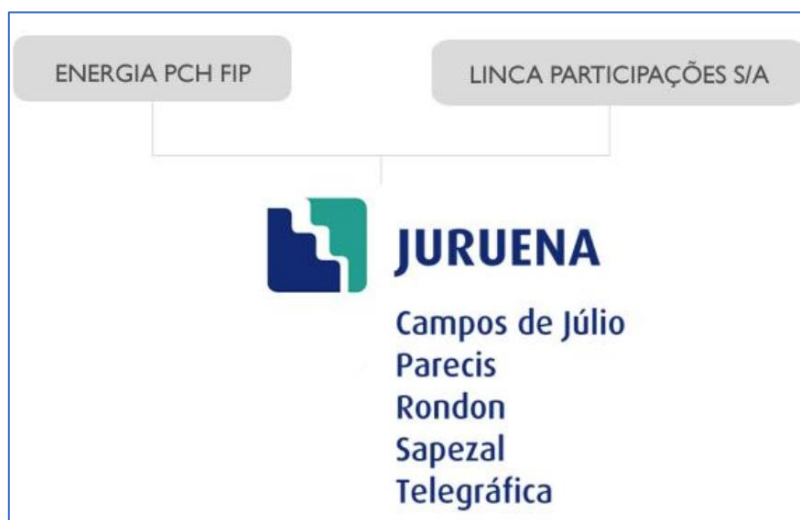 ENERGIA PCH FIP
LINCA PARTICIPAÇÕES S/A
JURUENA
Campos de Júlio
Parecis
Rondon
Sapezal
Telegráfica